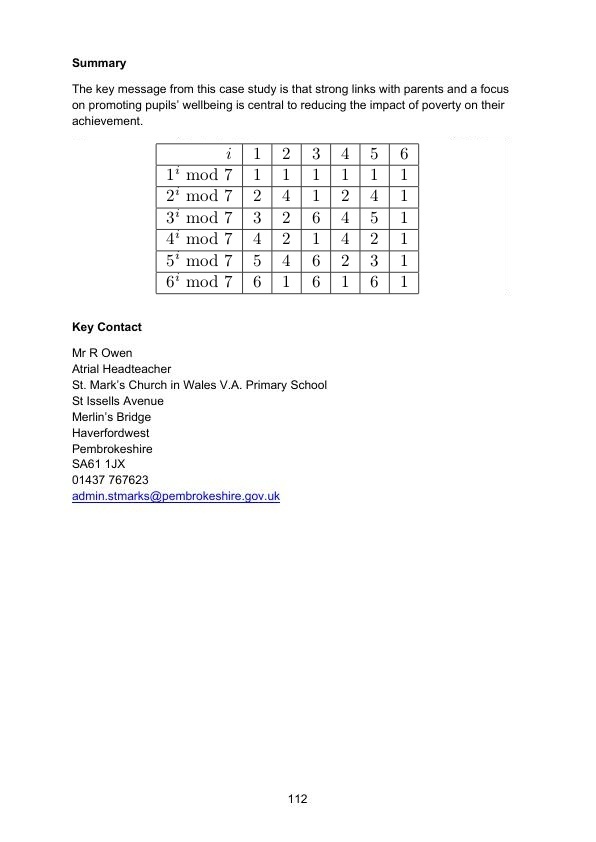 Summary
The key message from this case study is that strong links with parents and a focus
on promoting pupils' wellbeing is central to reducing the impact of poverty on their
achievement.
i 1 2 3 4 5 6
1^i mod 7 1 1 1 1 1 1
2^i mod 7 2 4 1 2 4 1
3^i mod 7 3 2 6 4 5 1
4^i mod 7 4 2 1 4 2 1
5^i mod 7 5 4 6 2 3 1
6^i mod 7 6 1 6 1 6 1
Key Contact
Mr R Owen
Atrial Headteacher
St. Mark's Church in Wales V.A. Primary School
St Issells Avenue
Merlin's Bridge
Haverfordwest
Pembrokeshire
SA61 1JX
01437 767623
admin.stmarks@pembrokeshire.gov.uk
112